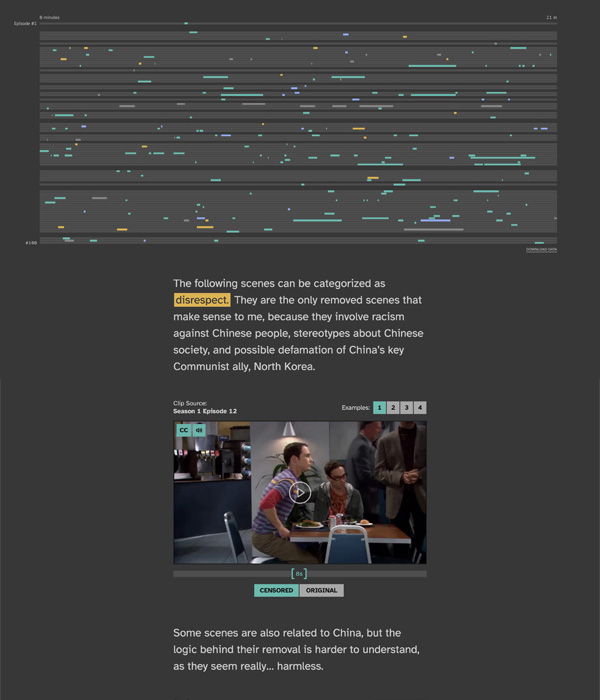 0 minutes
21 M
Episode #1
#100
DOWNLOAD DATA
The following scenes can be categorized as
disrespect. They are the only removed scenes that
make sense to me, because they involve racism
against Chinese people, stereotypes about Chinese
society, and possible defamation of China's key
Communist ally, North Korea.
Clip Source:
Season 1 Episode 12
Examples: 1 2 3 4
CC
[8s]
CENSORED ORIGINAL
Some scenes are also related to China, but the
logic behind their removal is harder to understand,
as they seem really... harmless.